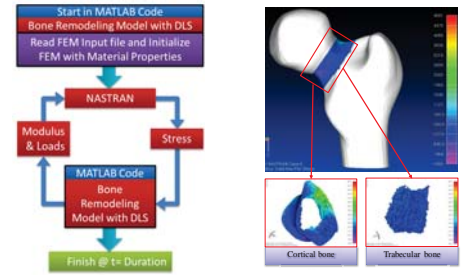 Start in MATLAB Code
Bone Remodeling Model with DLS
Read FEM Input file and Initialize
FEM with Material Properties
NASTRAN
Modulus
& Loads
Stress
MATLAB Code
Bone
Remodeling
Model with DLS
Finish @ t= Duration
Cortical bone
Trabecular bone